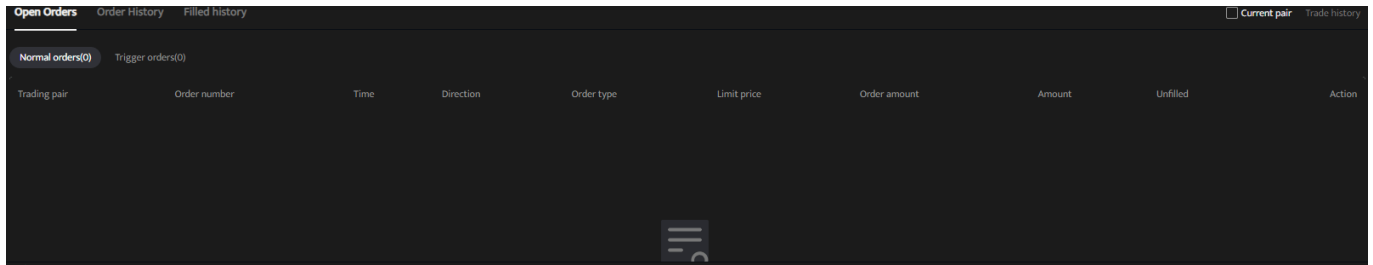 Open Orders Order History Filled history Current pair Trade history
Normal orders(0) Trigger orders(0)
Trading pair Order number Time Direction Order type Limit price Order amount Amount Unfilled Action